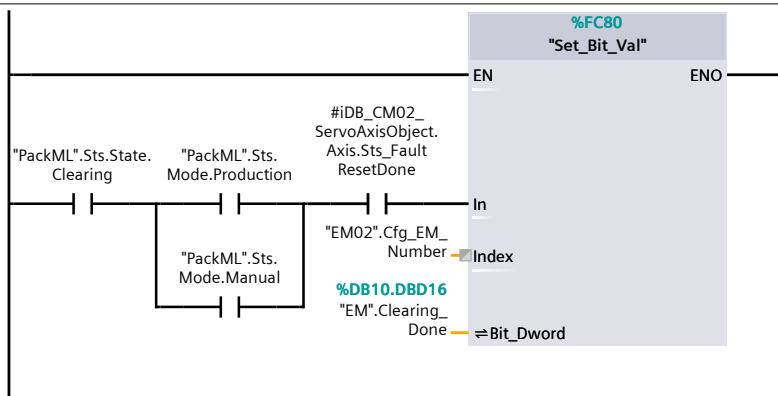 %FC80
"Set_Bit_Val"
EN
ENO
#iDB_CM02_
ServoAxisObject.
Axis.Sts_Fault
ResetDone
"PackML".Sts.State.
Clearing
"PackML".Sts.
Mode.Production
In
"EM02".Cfg_EM_
Number
Index
"PackML".Sts.
Mode.Manual
%DB10.DBD16
"EM".Clearing_
Done
⇌Bit_Dword